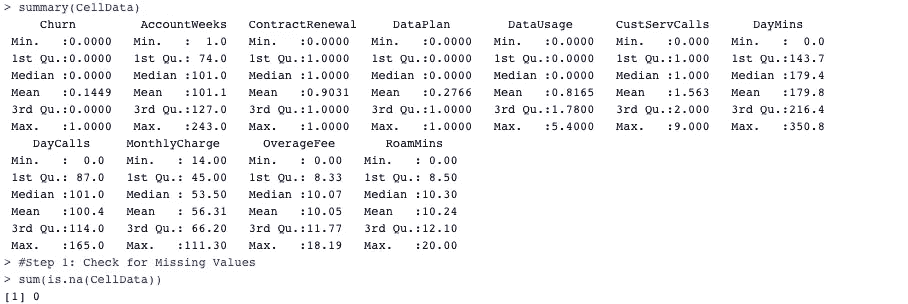 > summary(CellData)
     Churn         AccountWeeks   ContractRenewal     DataPlan        DataUsage       CustServCalls      DayMins
 Min.   :0.0000   Min.   :  1.0   Min.   :0.0000   Min.   :0.0000   Min.   :0.0000   Min.   :0.000   Min.   :  0.0
 1st Qu.:0.0000   1st Qu.: 74.0   1st Qu.:1.0000   1st Qu.:0.0000   1st Qu.:0.0000   1st Qu.:1.000   1st Qu.:143.7
 Median :0.0000   Median :101.0   Median :1.0000   Median :0.0000   Median :0.0000   Median :1.000   Median :179.4
 Mean   :0.1449   Mean   :101.1   Mean   :0.9031   Mean   :0.2766   Mean   :0.8165   Mean   :1.563   Mean   :179.8
 3rd Qu.:0.0000   3rd Qu.:127.0   3rd Qu.:1.0000   3rd Qu.:1.0000   3rd Qu.:1.7800   3rd Qu.:2.000   3rd Qu.:216.4
 Max.   :1.0000   Max.   :243.0   Max.   :1.0000   Max.   :1.0000   Max.   :5.4000   Max.   :9.000   Max.   :350.8
    DayCalls     MonthlyCharge     OverageFee       RoamMins
 Min.   :  0.0   Min.   : 14.00   Min.   : 0.00   Min.   : 0.00
 1st Qu.: 87.0   1st Qu.: 45.00   1st Qu.: 8.33   1st Qu.: 8.50
 Median :101.0   Median : 53.50   Median :10.07   Median :10.30
 Mean   :100.4   Mean   : 56.31   Mean   :10.05   Mean   :10.24
 3rd Qu.:114.0   3rd Qu.: 66.20   3rd Qu.:11.77   3rd Qu.:12.10
 Max.   :165.0   Max.   :111.30   Max.   :18.19   Max.   :20.00
> #Step 1: Check for Missing Values
> sum(is.na(CellData))
[1] 0